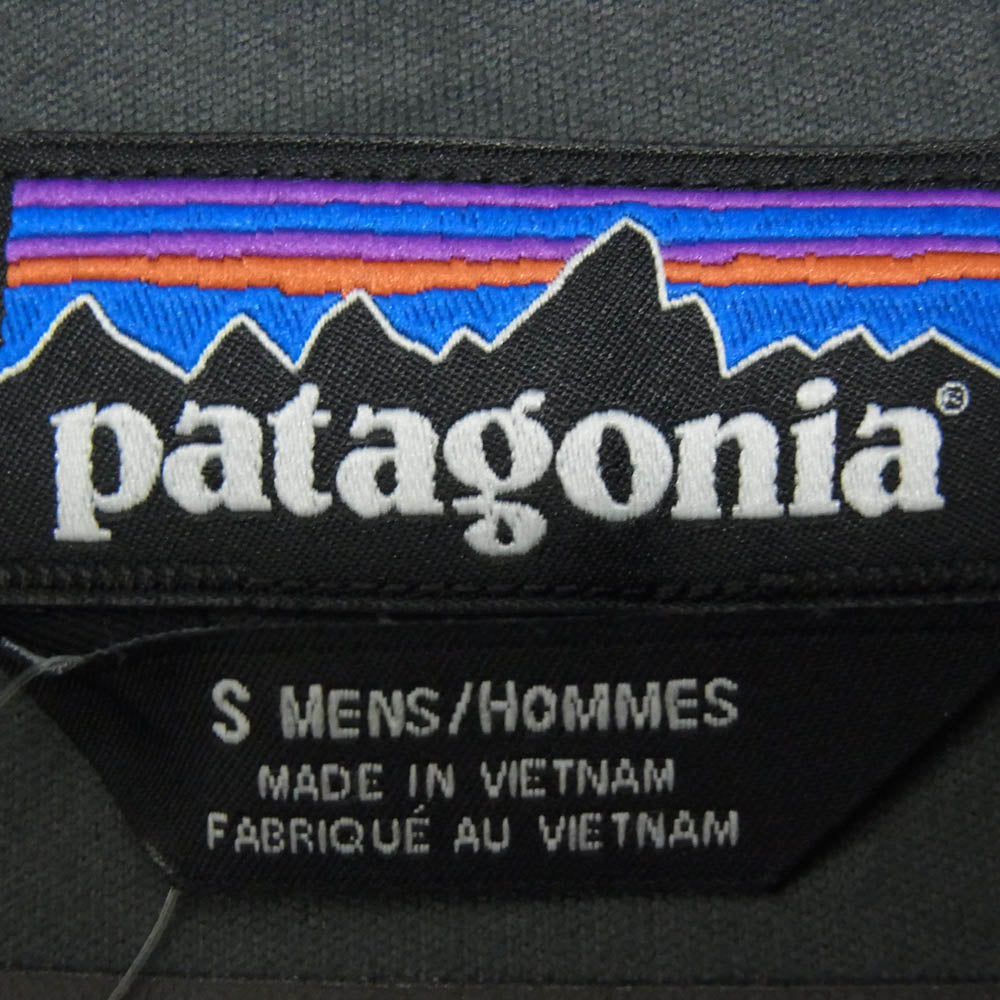 patagonia®
S MENS/HOMMES
MADE IN VIETNAM
FABRIQUÉ AU VIETNAM